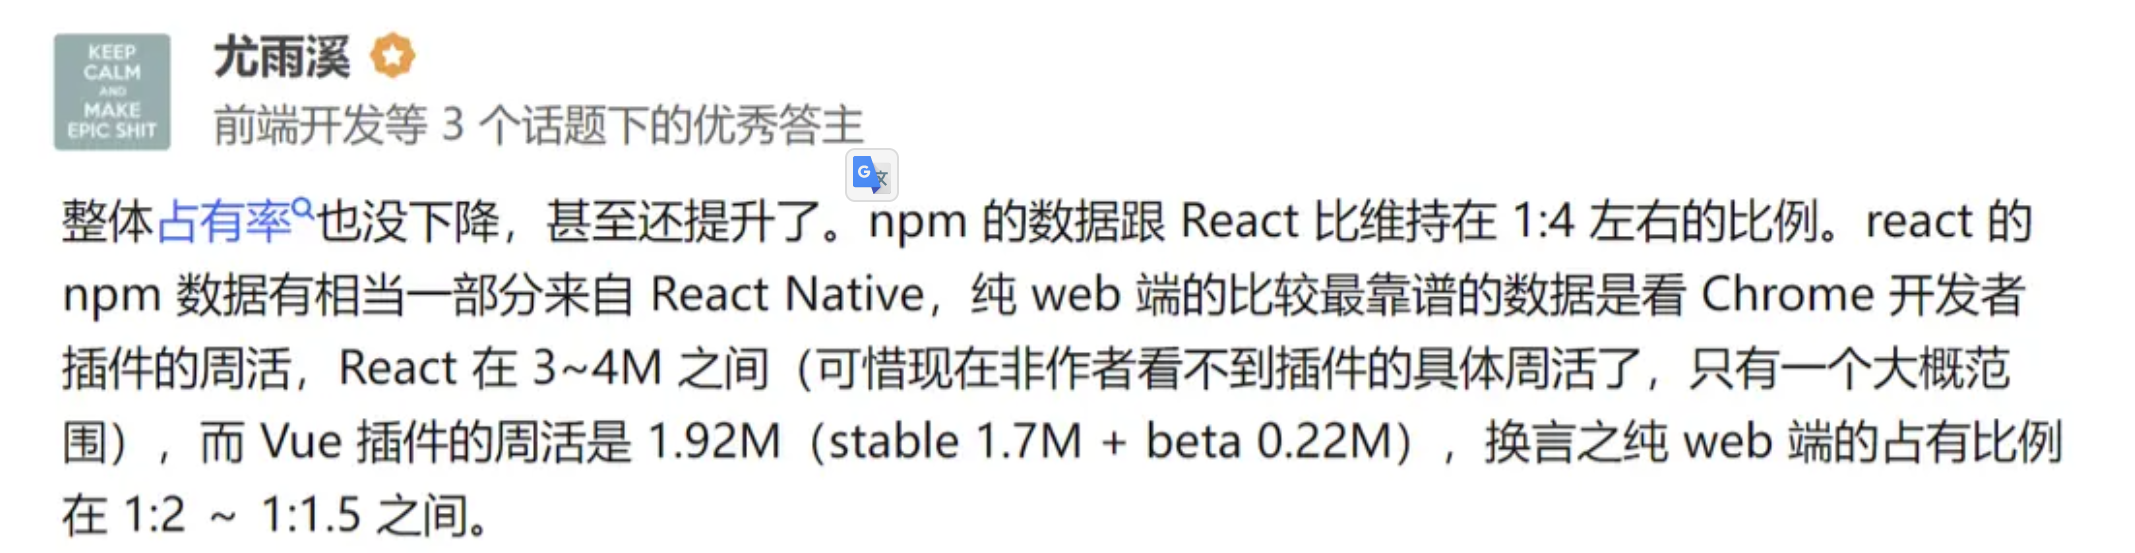 KEEP
CALM
AND
MAKE
EPIC SHIT
尤雨溪
前端开发等 3 个话题下的优秀答主
G文
整体占有率也没下降，甚至还提升了。npm 的数据跟 React 比维持在 1:4 左右的比例。react 的
npm 数据有相当一部分来自 React Native，纯 web 端的比较最靠谱的数据是看 Chrome 开发者
插件的周活，React 在 3~4M 之间（可惜现在非作者看不到插件的具体周活了，只有一个大概范
围），而 Vue 插件的周活是 1.92M（stable 1.7M + beta 0.22M），换言之纯 web 端的占有比例
在 1:2 ~ 1:1.5 之间。